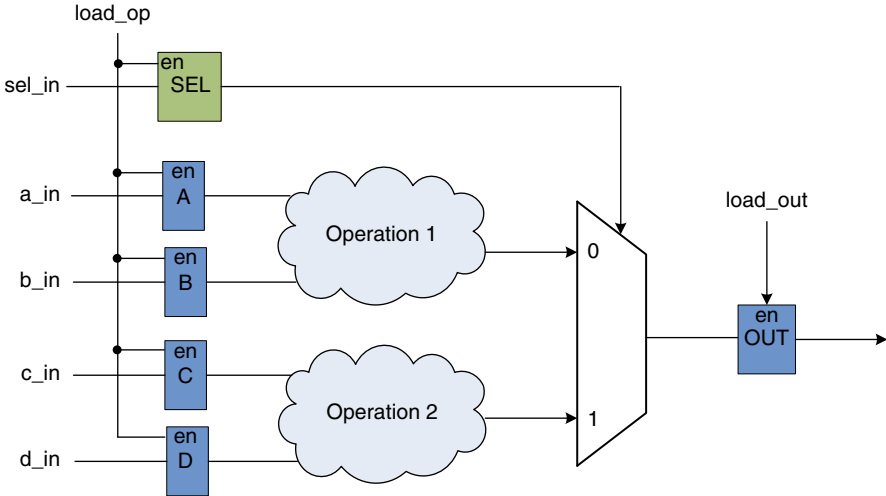 load_op
en
SEL
sel_in
en
A
a_in
Operation 1
en
B
b_in
0
load_out
en
OUT
en
C
c_in
Operation 2
1
en
D
d_in